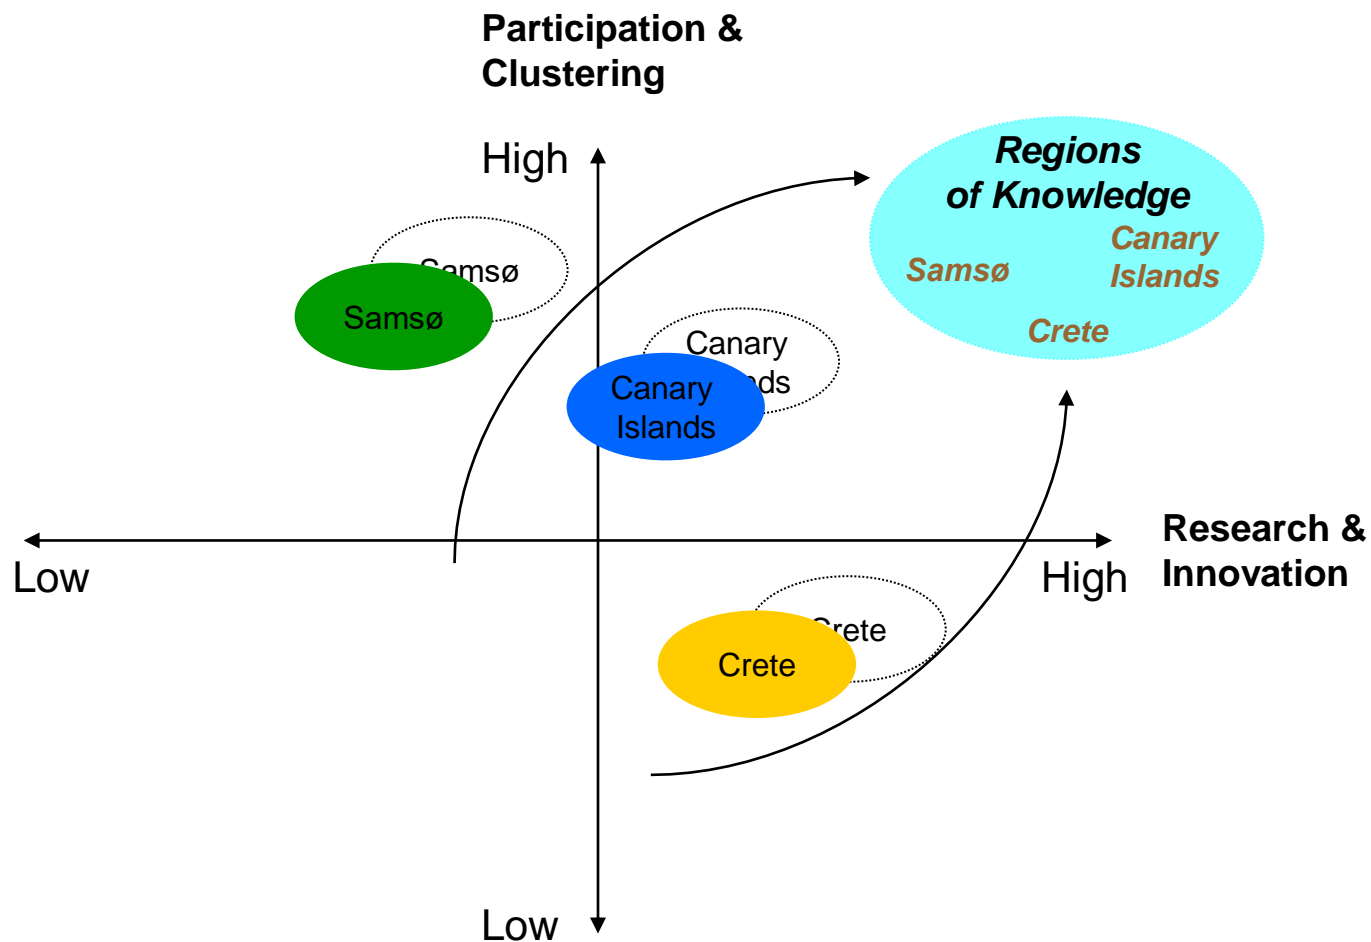 Participation &
Clustering
High
Regions
of Knowledge
Canary
Islands
Samsø
Crete
Samsø
Samsø
Canary
Canary
Islands
Research &
Innovation
Low
High
Crete
Crete
Low